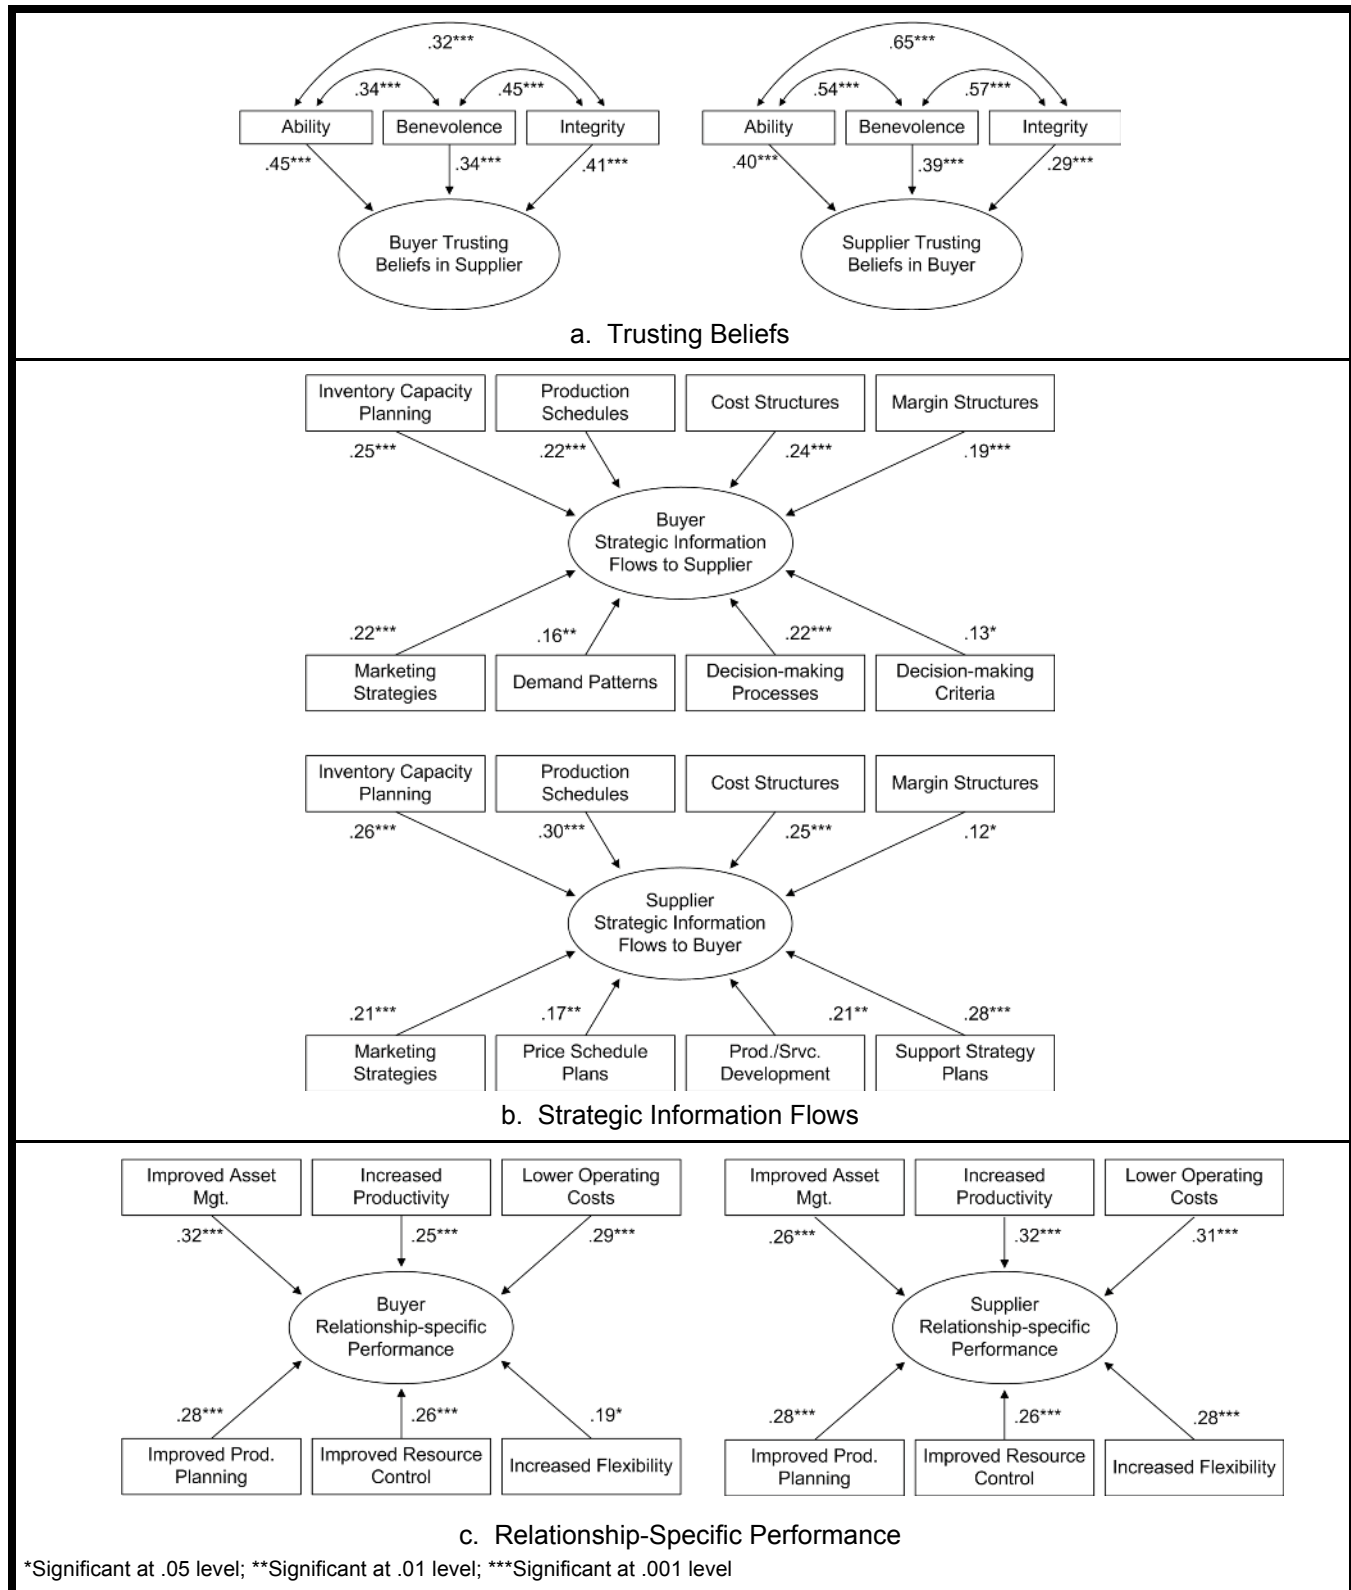 .32***
.34***
.45***
Ability
Benevolence
Integrity
.45***
.34***
.41***
Buyer Trusting
Beliefs in Supplier
.65***
.54***
.57***
Ability
Benevolence
Integrity
.40***
.39***
.29***
Supplier Trusting
Beliefs in Buyer
a. Trusting Beliefs
Inventory Capacity
Planning
Production
Schedules
Cost Structures
Margin Structures
.25***
.22***
.24***
.19***
Buyer
Strategic Information
Flows to Supplier
.22***
.16**
.22***
.13*
Marketing
Strategies
Demand Patterns
Decision-making
Processes
Decision-making
Criteria
Inventory Capacity
Planning
Production
Schedules
Cost Structures
Margin Structures
.26***
.30***
.25***
.12*
Supplier
Strategic Information
Flows to Buyer
.21***
.17**
.21**
.28***
Marketing
Strategies
Price Schedule
Plans
Prod./Srvc.
Development
Support Strategy
Plans
b. Strategic Information Flows
Improved Asset
Mgt.
Increased
Productivity
Lower Operating
Costs
.32***
.25***
.29***
Buyer
Relationship-specific
Performance
.28***
.26***
.19*
Improved Prod.
Planning
Improved Resource
Control
Increased Flexibility
Improved Asset
Mgt.
Increased
Productivity
Lower Operating
Costs
.26***
.32***
.31***
Supplier
Relationship-specific
Performance
.28***
.26***
.28***
Improved Prod.
Planning
Improved Resource
Control
Increased Flexibility
c. Relationship-Specific Performance
*Significant at .05 level; **Significant at .01 level; ***Significant at .001 level